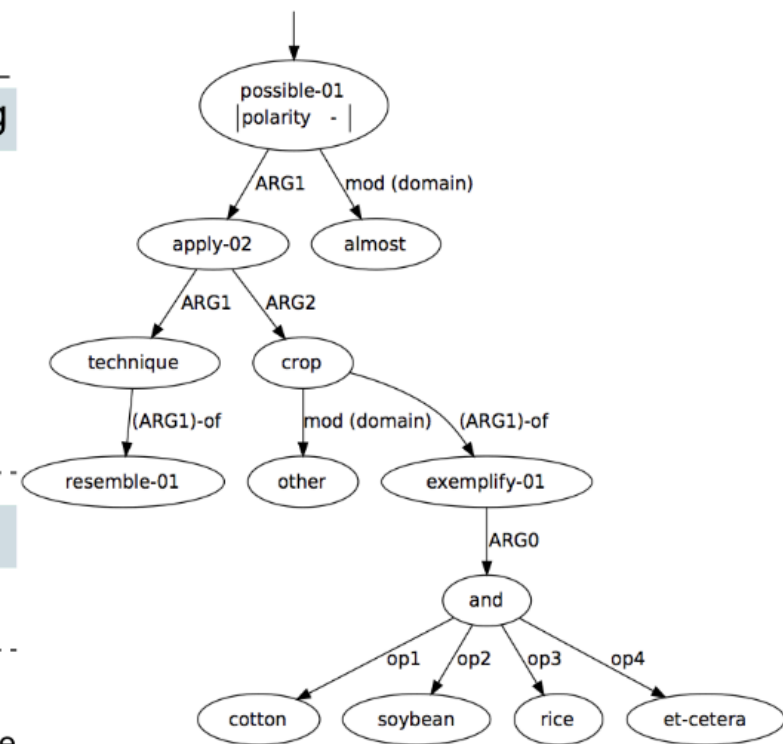 possible-01
|polarity - |
g
ARG1 mod (domain)
apply-02 almost
ARG1 ARG2
technique crop
(ARG1)-of mod (domain) (ARG1)-of
resemble-01 other exemplify-01
ARG0
and
op1 op2 op3 op4
cotton soybean rice et-cetera
e